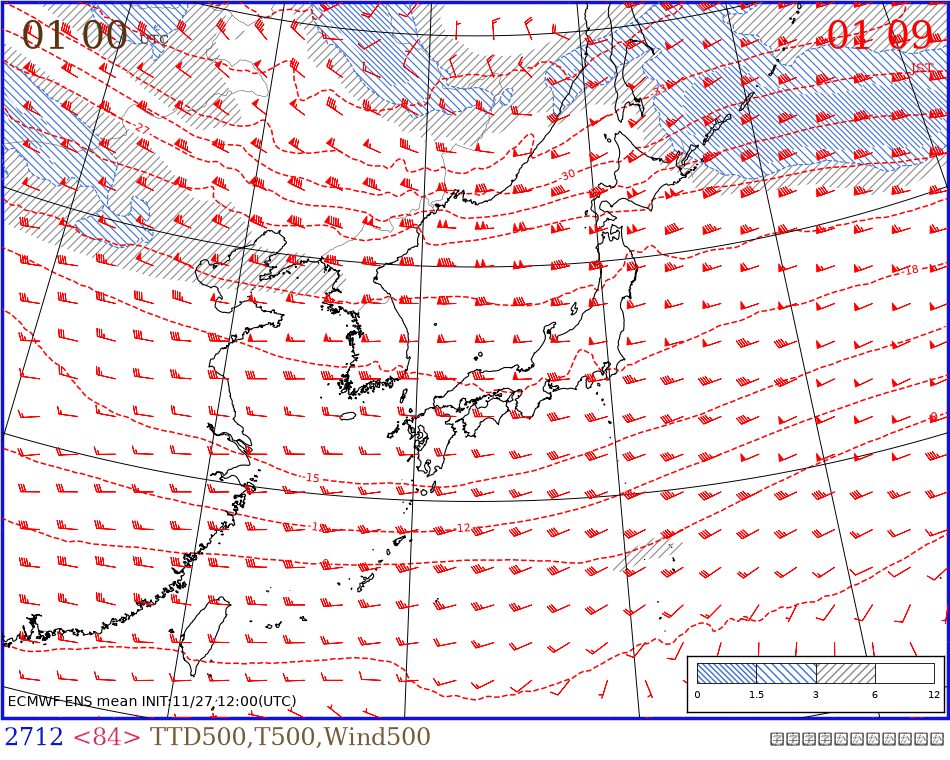 01 00 UTC 01 09
JST
-33
-27
-30
-18
-9
-15
-12
-9
ECMWF ENS mean INIT:11/27 12:00(UTC)
0 1.5 3 6 12
2712 <84> TTD500,T500,Wind500